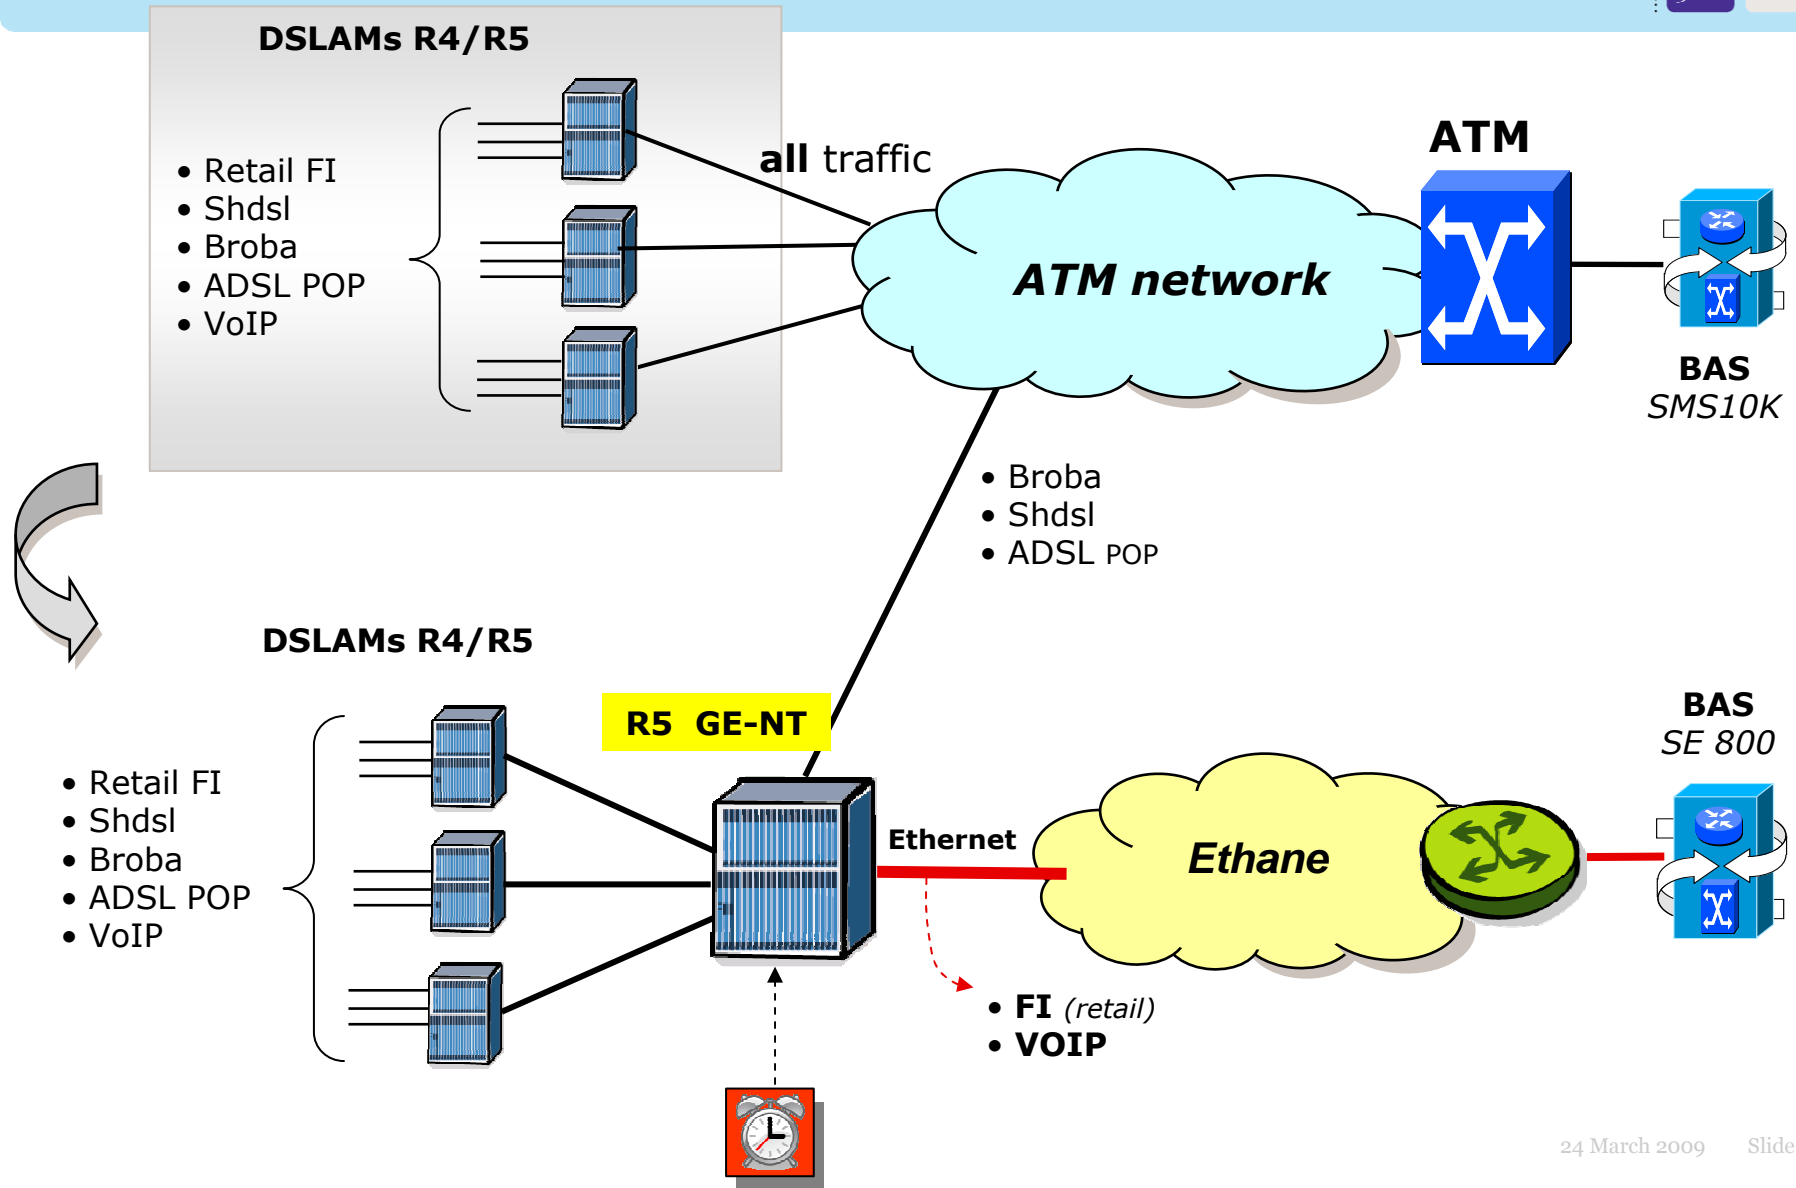 DSLAMs R4/R5
• Retail FI
• Shdsl
• Broba
• ADSL POP
• VoIP
all traffic
ATM network
ATM
BAS
SMS10K
• Broba
• Shdsl
• ADSL POP
DSLAMs R4/R5
R5 GE-NT
• Retail FI
• Shdsl
• Broba
• ADSL POP
• VoIP
Ethernet
Ethane
BAS
SE 800
• FI (retail)
• VOIP
24 March 2009 Slide